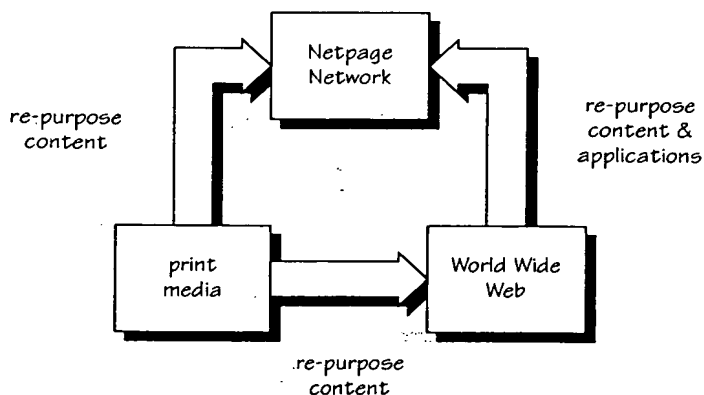 Netpage
Network
re-purpose
content
re-purpose
content &
applications
print
media
World Wide
Web
re-purpose
content